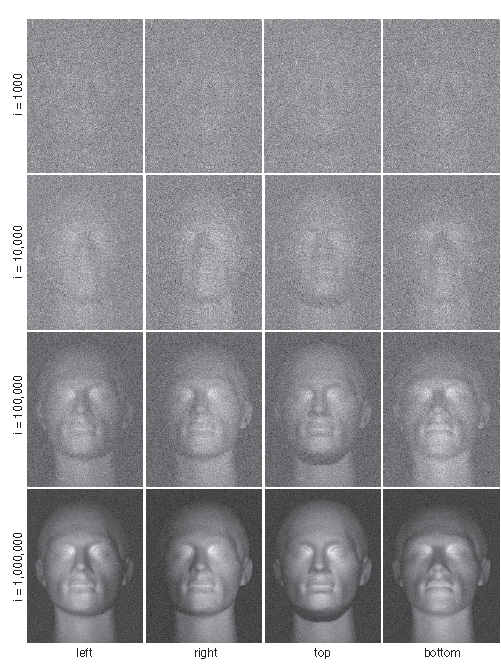 i = 1000
i = 10,000
i = 100,000
i = 1,000,000
left right top bottom